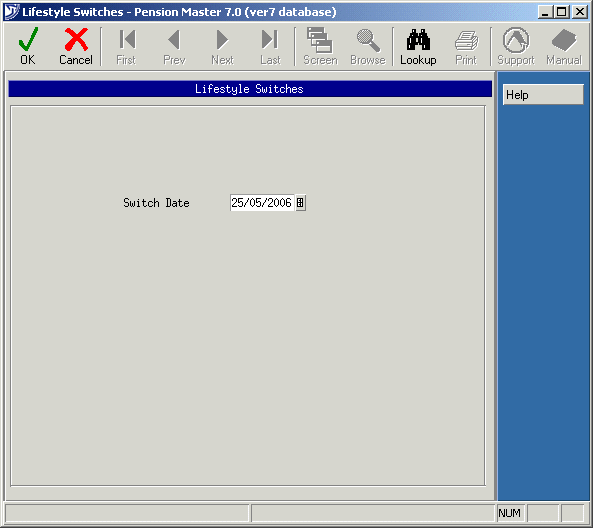 Lifestyle Switches - Pension Master 7.0 (ver7 database)
OK Cancel First Prev Next Last Screen Browse Lookup Print Support Manual
Lifestyle Switches
Help
Switch Date 25/05/2006
NUM